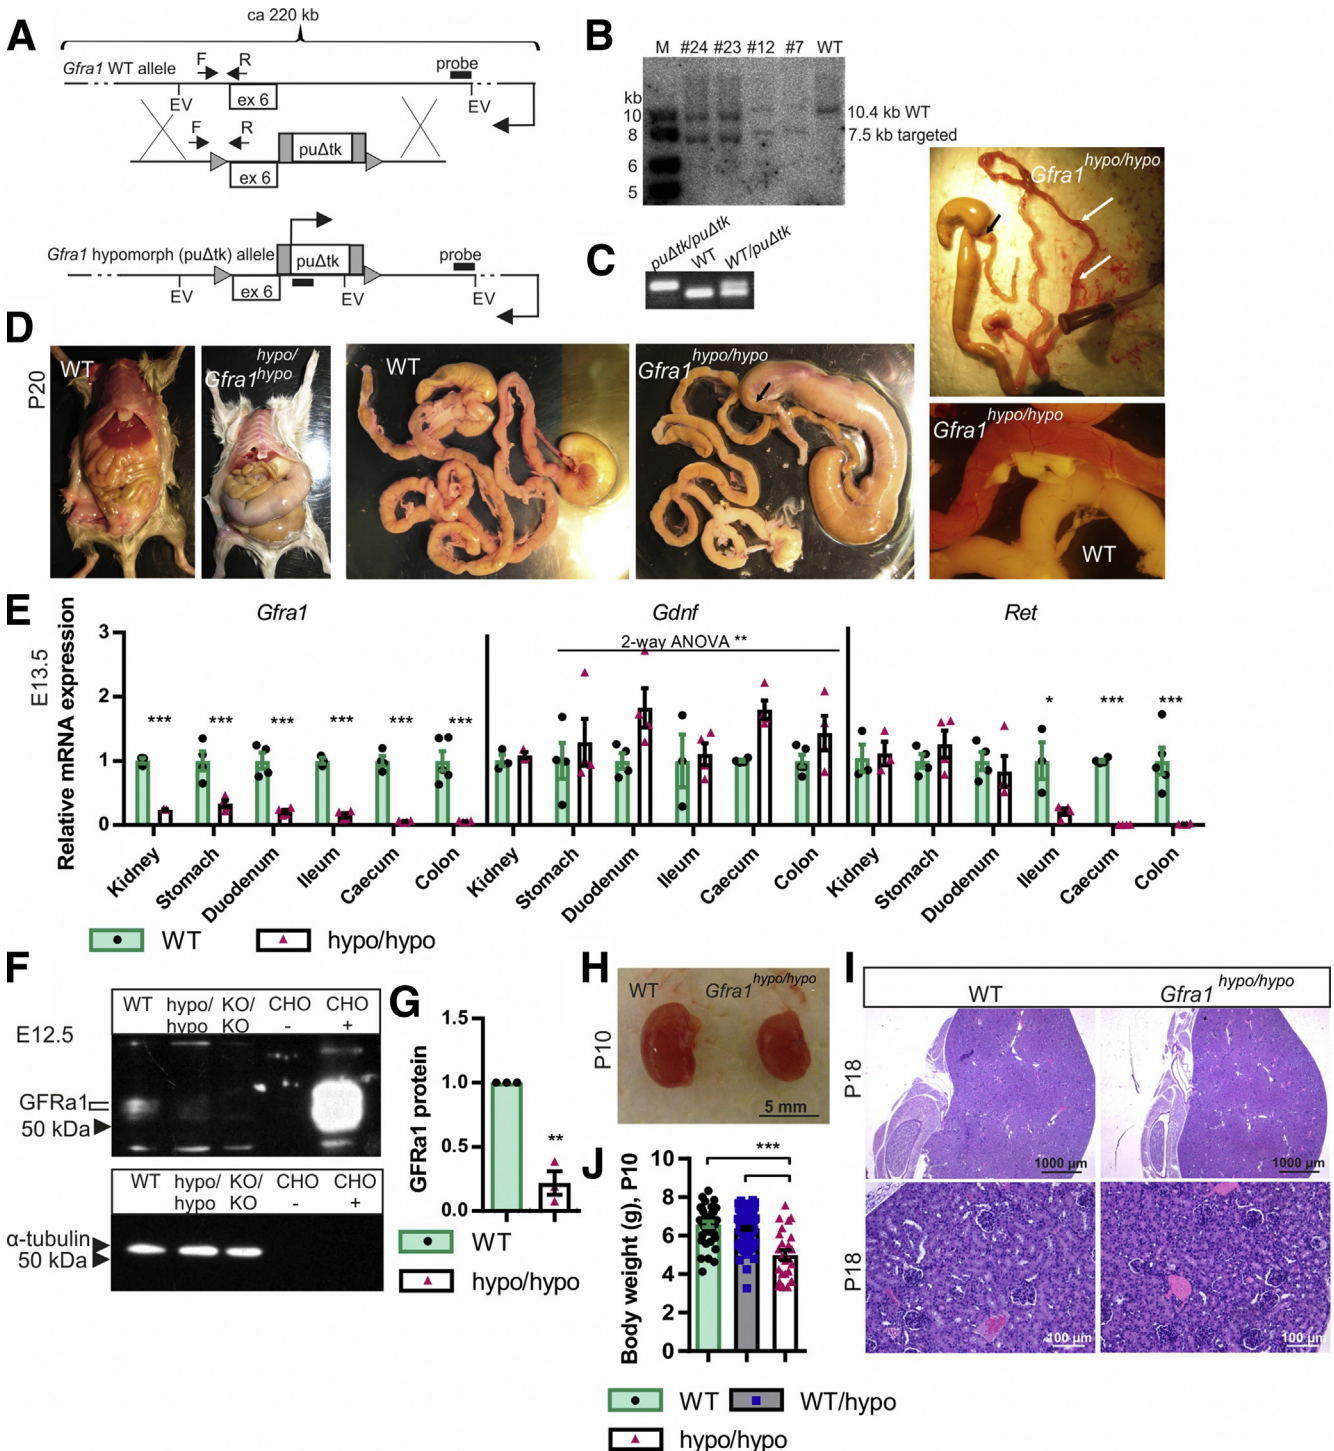 A
ca 220 kb
Gfra1 WT allele
F
R
probe
EV
ex 6
EV
F
R
puΔtk
ex 6
Gfra1 hypomorph (puΔtk) allele
puΔtk
probe
EV
ex 6
EV
EV
B
M #24 #23 #12 #7 WT
kb
10
8
6
5
10.4 kb WT
7.5 kb targeted
C
puΔtk/puΔtk
WT
WT/puΔtk
D
P20
WT
Gfra1 hypo/hypo
WT
Gfra1 hypo/hypo
Gfra1 hypo/hypo
Gfra1 hypo/hypo
WT
E
E13.5
Relative mRNA expression
Gfra1
Gdnf
Ret
2-way ANOVA **
3
2
1
0
*** *** *** *** *** ***
* *** ***
Kidney
Stomach
Duodenum
Ileum
Caecum
Colon
Kidney
Stomach
Duodenum
Ileum
Caecum
Colon
Kidney
Stomach
Duodenum
Ileum
Caecum
Colon
WT
hypo/hypo
F
WT hypo/hypo KO/KO CHO - CHO +
E12.5
GFRa1
50 kDa
WT hypo/hypo KO/KO CHO - CHO +
α-tubulin
50 kDa
G
GFRa1 protein
1.5
1.0
0.5
0.0
**
WT
hypo/hypo
H
P10
WT
Gfra1 hypo/hypo
5 mm
I
WT
Gfra1 hypo/hypo
P18
1000 µm
1000 µm
P18
100 µm
100 µm
J
Body weight (g), P10
10
8
6
4
2
0
***
WT
WT/hypo
hypo/hypo